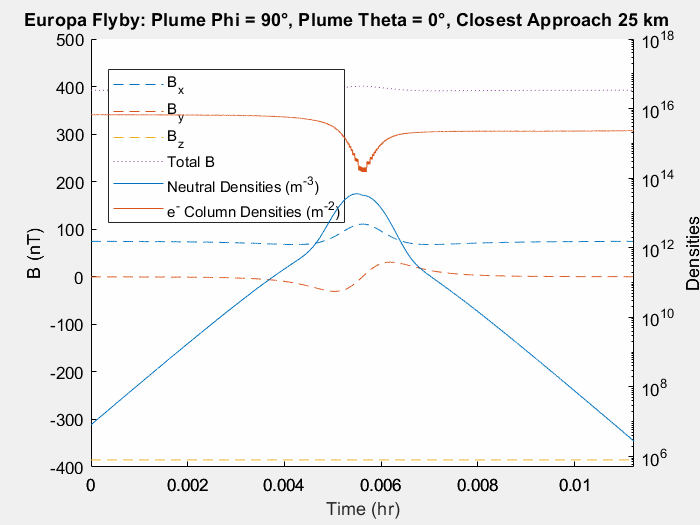 Europa Flyby: Plume Phi = 90°, Plume Theta = 0°, Closest Approach 25 km
500
400
300
200
100
0
-100
-200
-300
-400
B (nT)
B_x
B_y
B_z
Total B
Neutral Densities (m^-3)
e^- Column Densities (m^-2)
10^18
10^16
10^14
10^12
10^10
10^8
10^6
Densities
0
0.002
0.004
0.006
0.008
0.01
Time (hr)